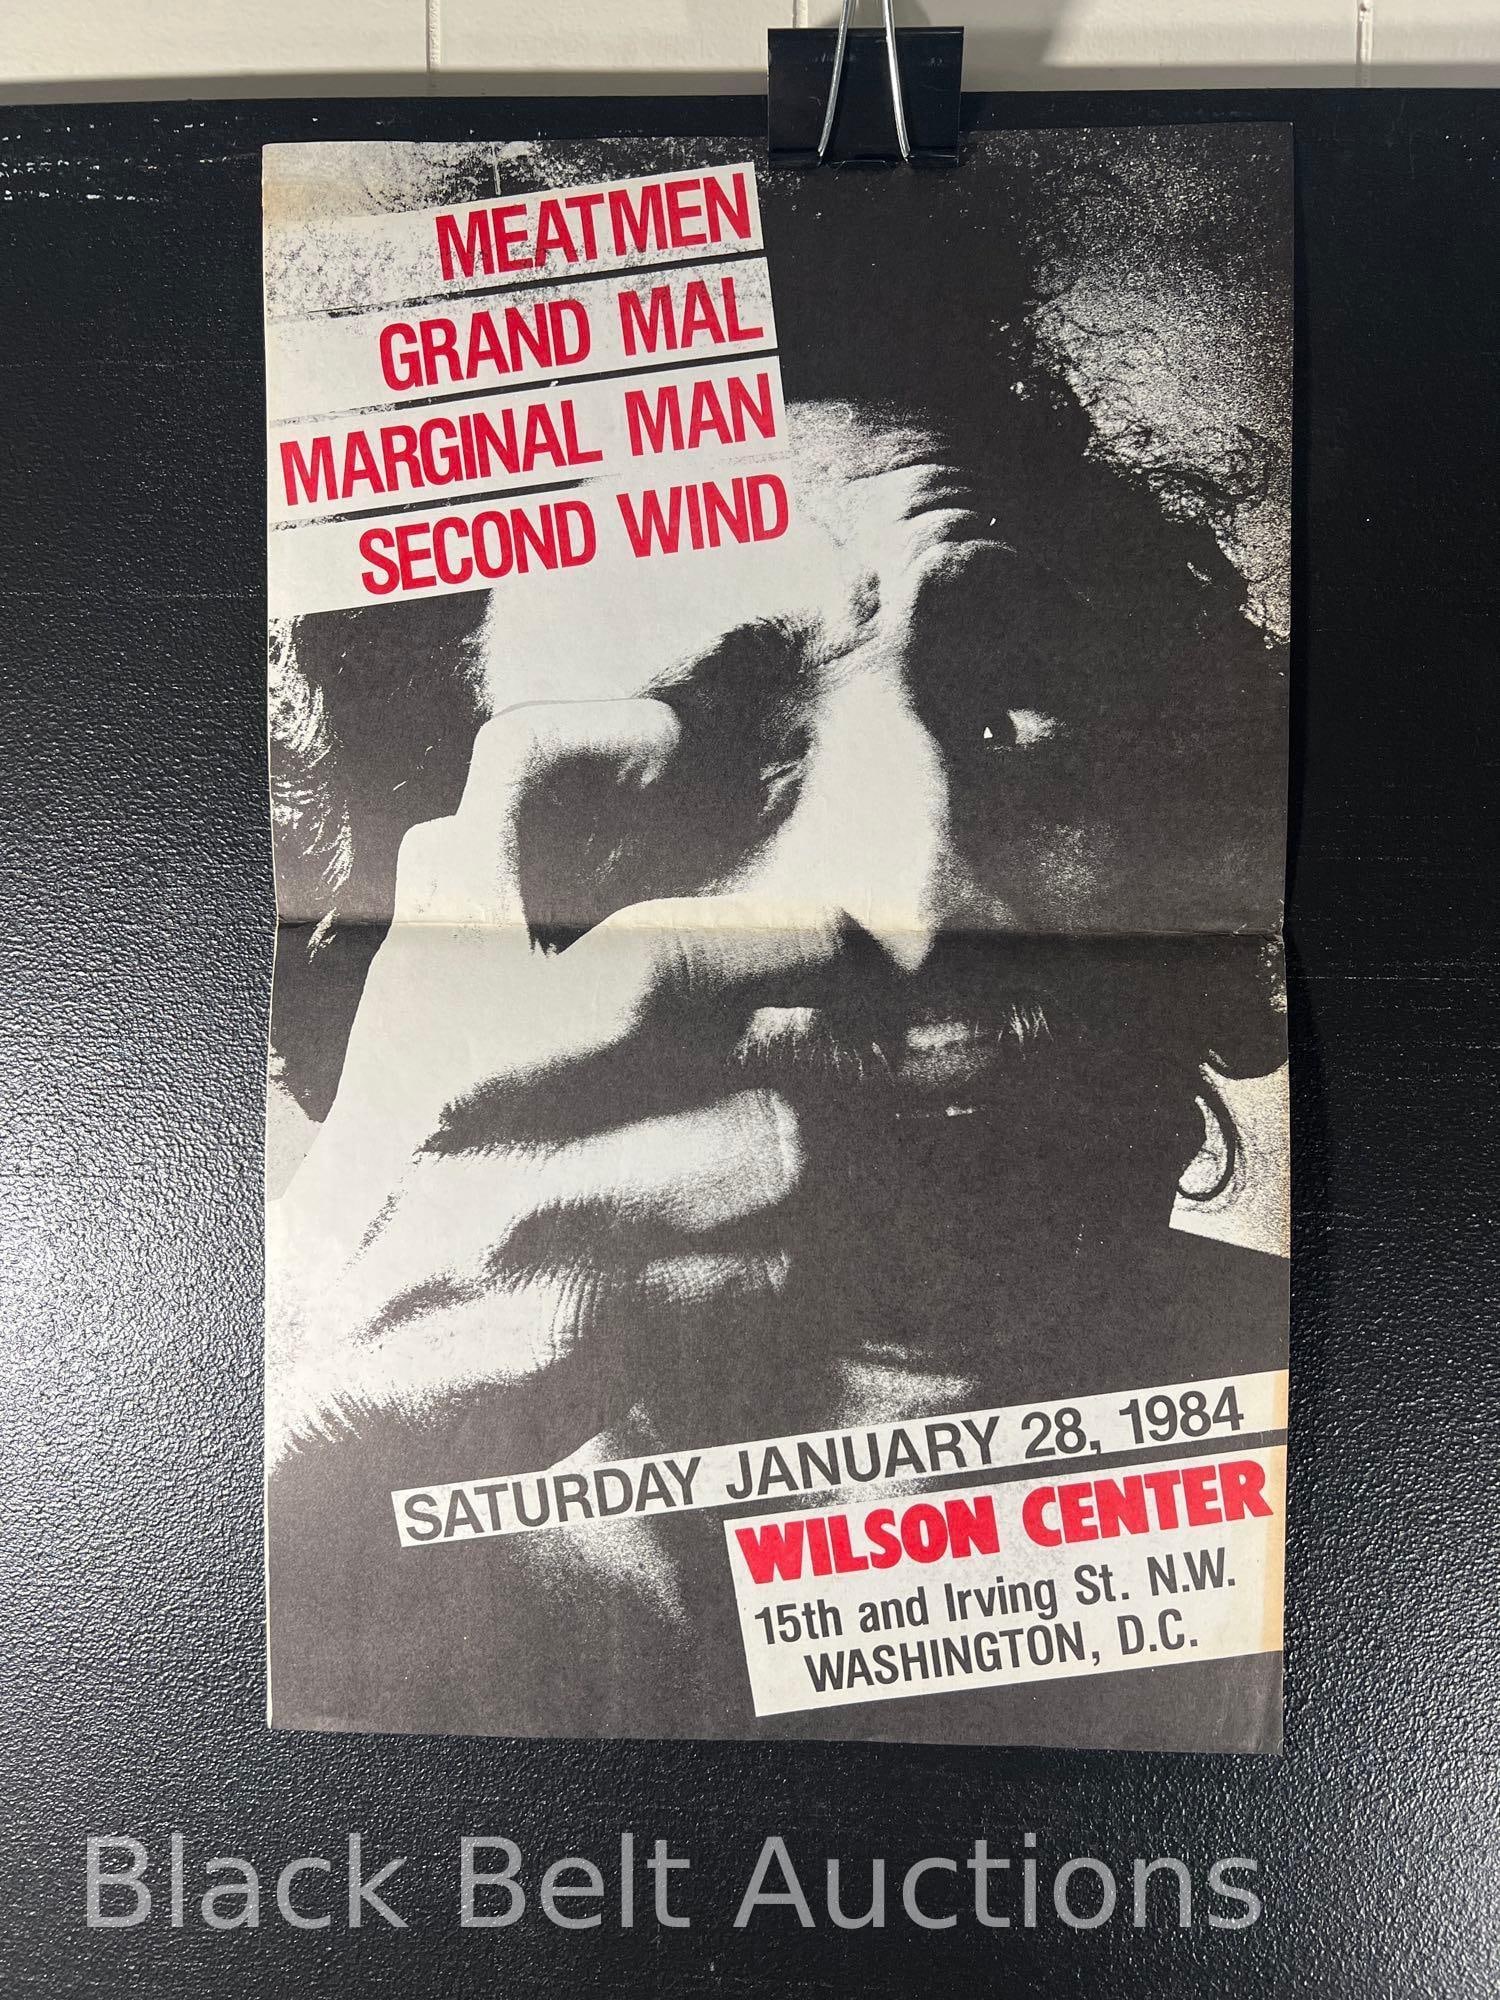 MEATMEN
GRAND MAL
MARGINAL MAN
SECOND WIND
SATURDAY JANUARY 28, 1984
WILSON CENTER
15th and Irving St. N.W.
WASHINGTON, D.C.
Black Belt Auctions